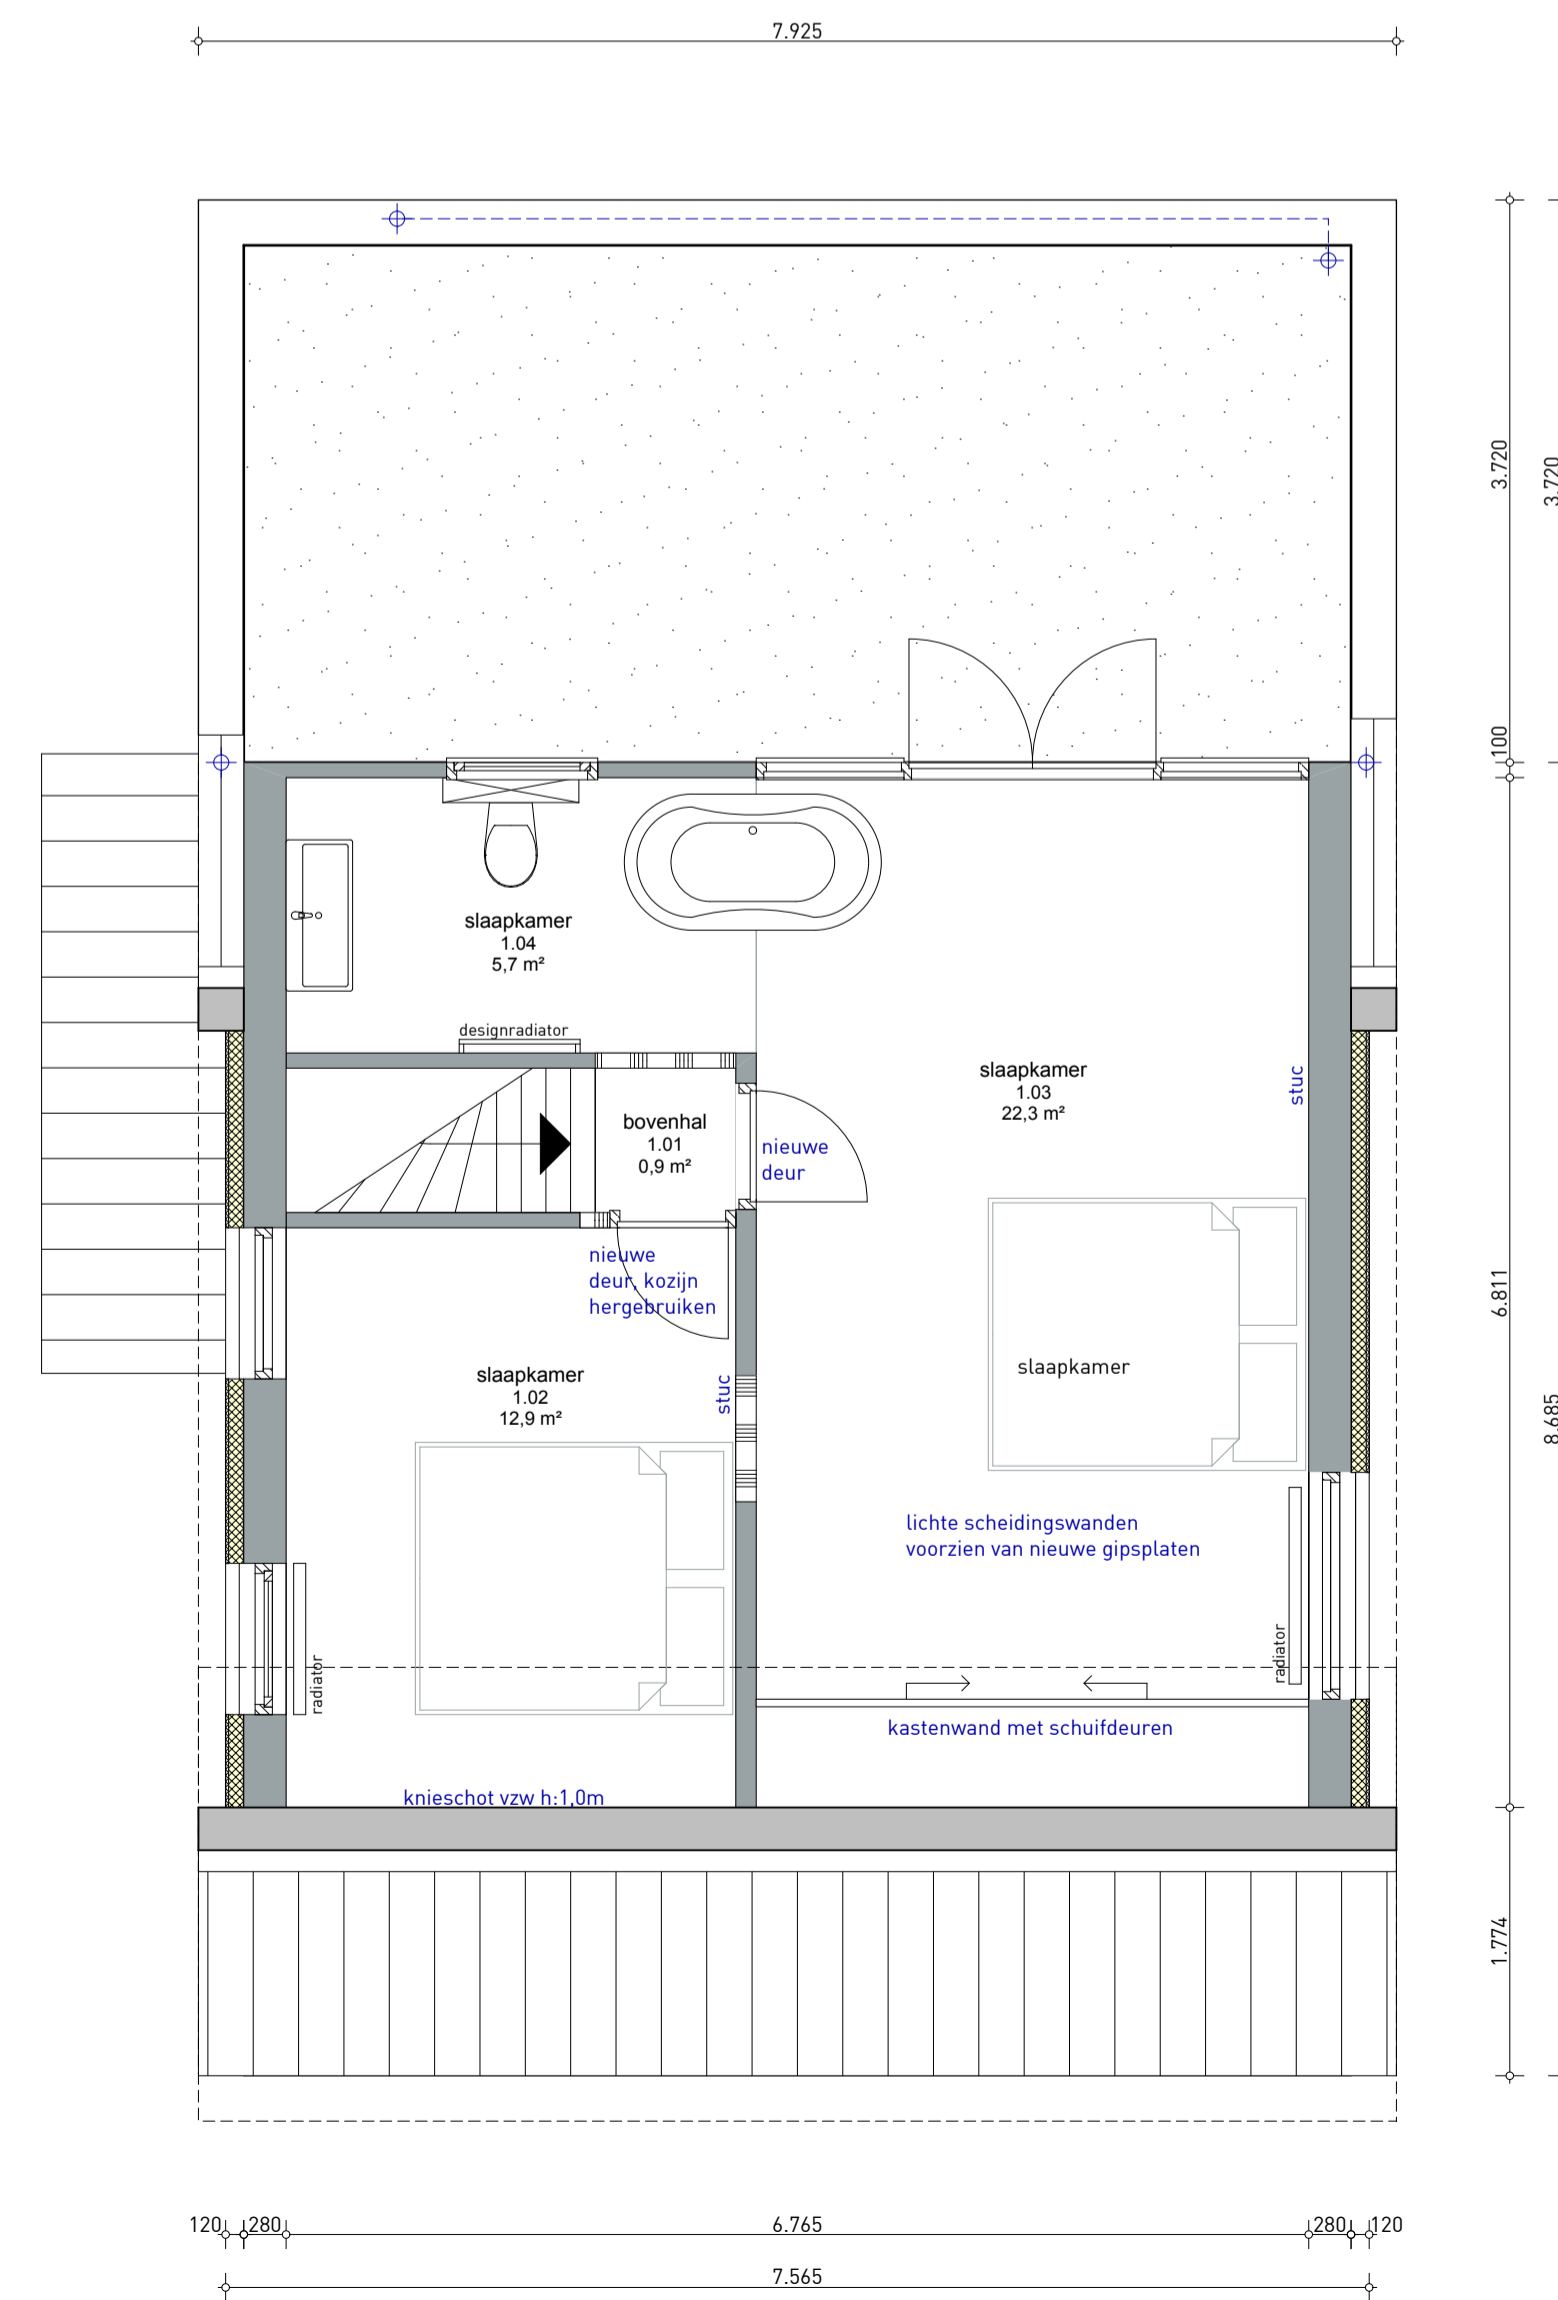 7.925
3.720
3.720
100
slaapkamer
1.04
5,7 m²
designradiator
slaapkamer
1.03
22,3 m²
stuc
bovenhal
1.01
0,9 m²
nieuwe
deur
nieuwe
deur, kozijn
hergebruiken
6.811
slaapkamer
1.02
12,9 m²
stuc
slaapkamer
8.685
lichte scheidingswanden
voorzien van nieuwe gipsplaten
radiator
radiator
kastenwand met schuifdeuren
knieschot vzw h:1,0m
1.774
120 280 6.765 280 120
7.565